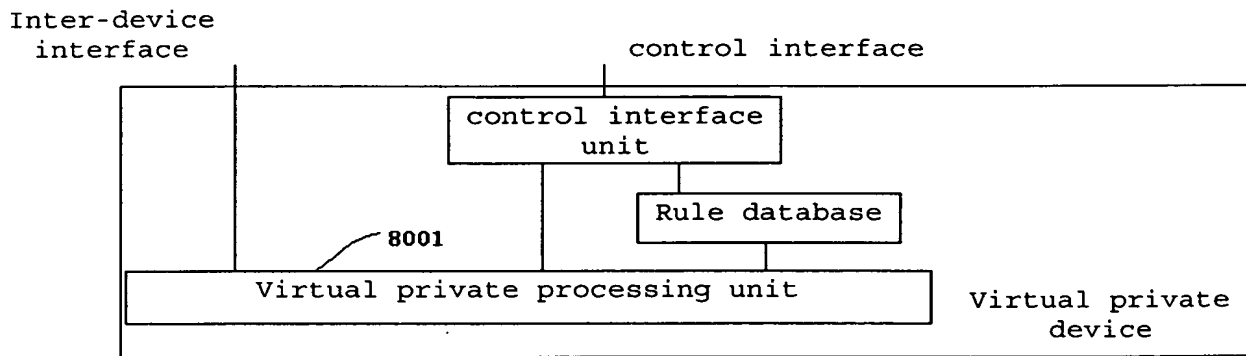 Inter-device
interface
control interface
control interface
unit
Rule database
8001
Virtual private processing unit
Virtual private
device